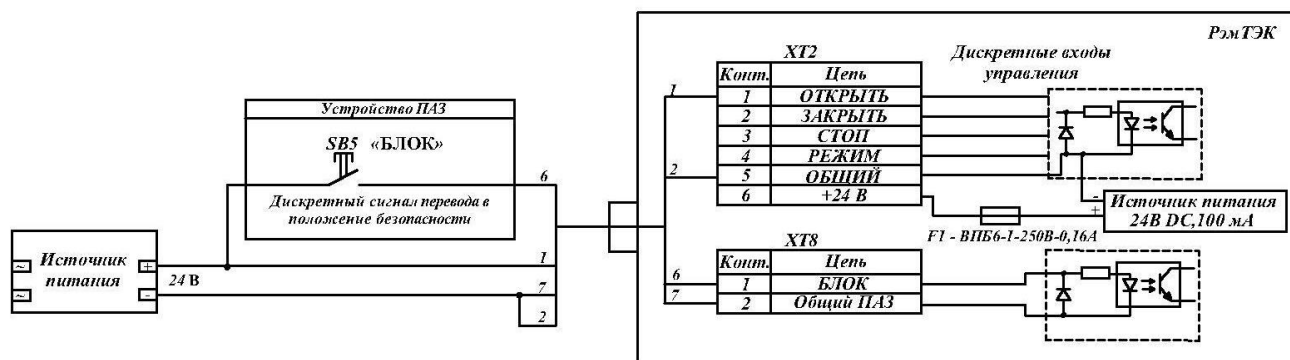 РэмТЭК
XT2
Дискретные входы
управления
Конт. Цепь
1 ОТКРЫТЬ
2 ЗАКРЫТЬ
3 СТОП
4 РЕЖИМ
5 ОБЩИЙ
6 +24 В
1
2
Устройство ПАЗ
SB5 «БЛОК»
6
Дискретный сигнал перевода в
положение безопасности
- Источник питания
+ 24В DC,100 мА
F1 - ВПБ6-1-250В-0,16А
Источник
питания
~ +
~ -
24 В
1
7
2
XT8
Конт. Цепь
6 1 БЛОК
7 2 Общий ПАЗ